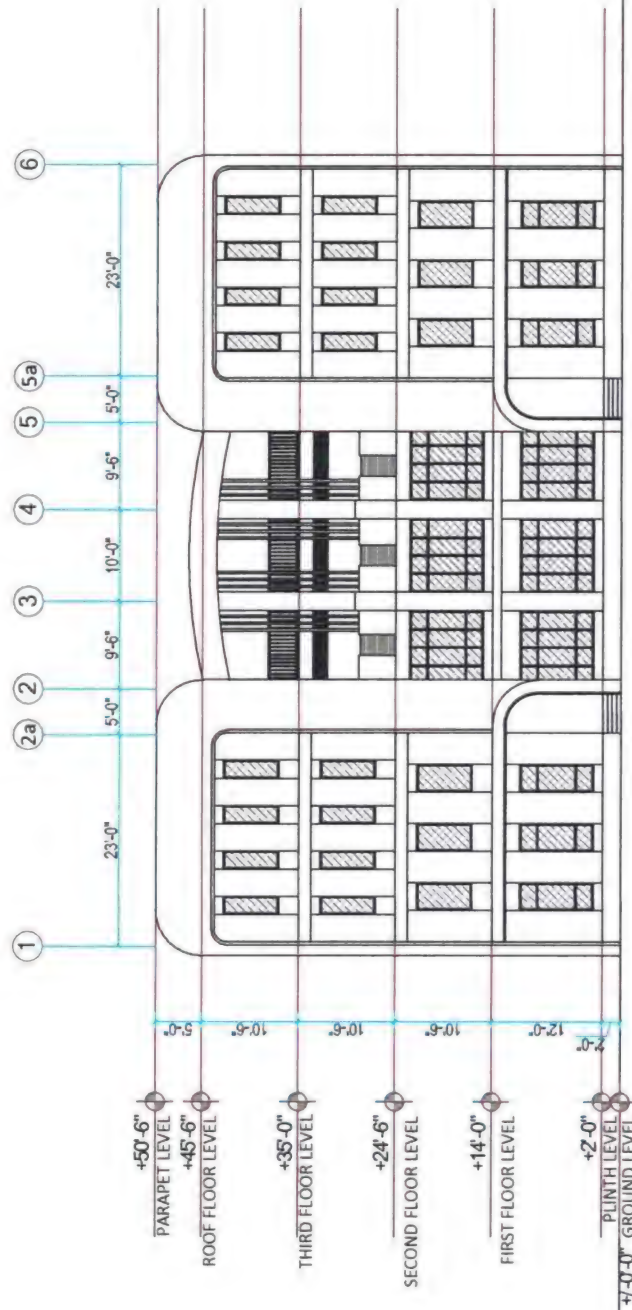 1
2a
2
3
4
5
5a
6
23'-0"
5'-0"
9'-6"
10'-0"
9'-6"
5'-0"
23'-0"
+50'-6"
PARAPET LEVEL
5'-0"
+45'-6"
ROOF FLOOR LEVEL
10'-6"
+35'-0"
THIRD FLOOR LEVEL
10'-6"
+24'-6"
SECOND FLOOR LEVEL
10'-6"
+14'-0"
FIRST FLOOR LEVEL
12'-0"
+2'-0"
PLINTH LEVEL
2'-0"
+/-0'-0" GROUND LEVEL